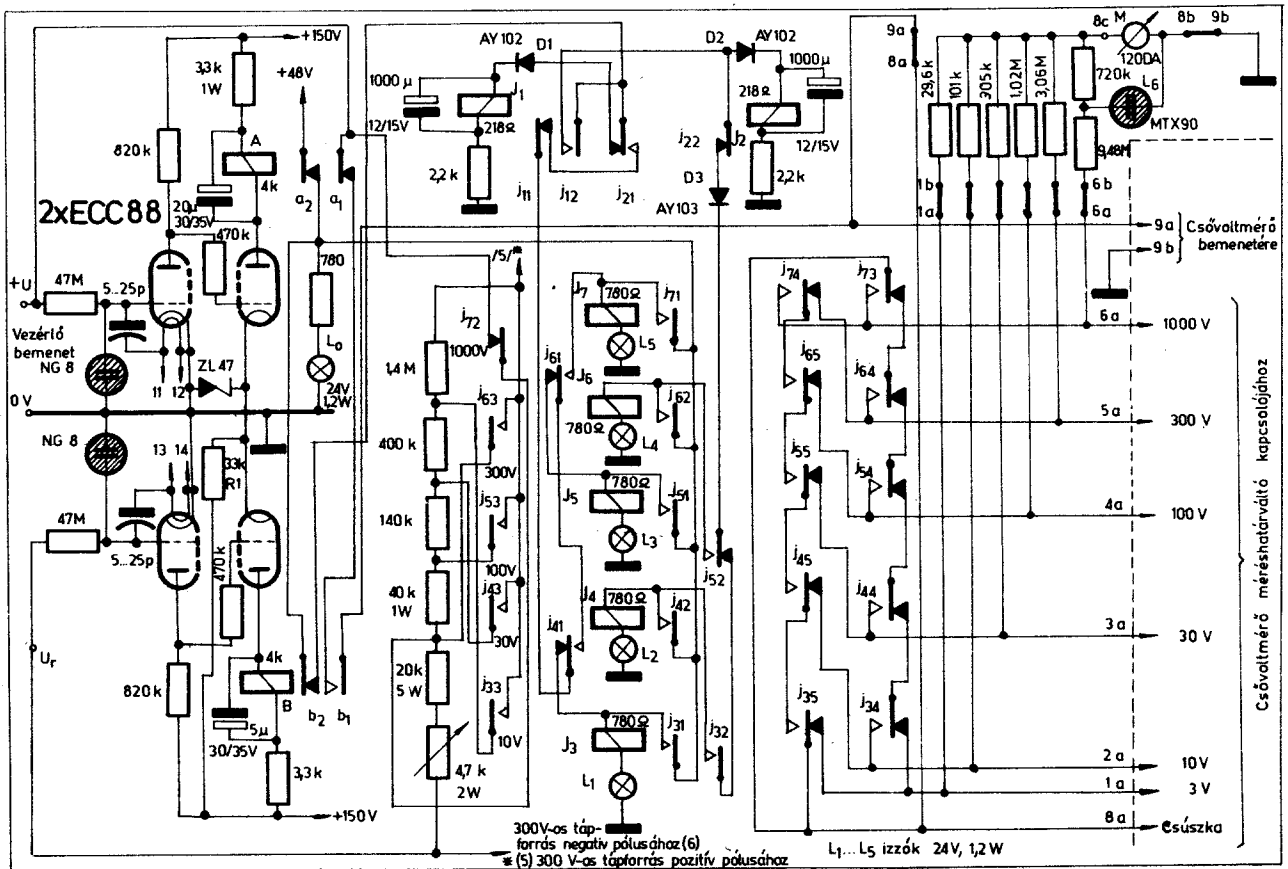 +150V
3,3k
1W
+48V
820k
A
4k
20µ
30/35V
2xECC88
470k
a2
a1
780
L0
24V
1,2W
+U
47M
5...25p
Vezérlő
bemenet
NG 8
11
12
ZL 47
0 V
NG 8
13
14
33k
R1
47M
5...25p
470k
Ur
820k
4k
B
5µ
30/35V
3,3k
+150V
b2
b1
AY102
D1
1000µ
12/15V
J1
218Ω
2,2k
j11
j12
j21
D2
AY102
1000µ
218Ω
12/15V
j22
J2
D3
AY103
2,2k
9a
8a
29,6k
101k
305k
1,02M
3,06M
8c
M
120DA
8b
9b
720k
L6
MTX90
9,48M
1b
1a
6b
6a
9a
9b
Csővoltmérő
bemenetére
/5/*
j72
1000V
1,4M
j63
400k
300V
j53
140k
100V
j43
40k
1W
30V
20k
5W
j33
10V
4,7k
2W
J7
780Ω
j71
L5
j61
J6
780Ω
j62
L4
J5
780Ω
j51
L3
j52
J4
780Ω
j42
L2
j41
J3
780Ω
j31
j32
L1
j74
j73
j65
j64
j55
j54
j45
j44
j35
j34
6a 1000 V
5a 300 V
4a 100 V
3a 30 V
2a 10V
1a 3 V
8a Csúszka
Csővoltmérő méréshatárváltó kapcsolójához
300V-os táp-
forrás negatív pólusához (6)
* (5) 300 V-os tápforrás pozitív pólusához
L1... L5 izzók 24V, 1,2 W